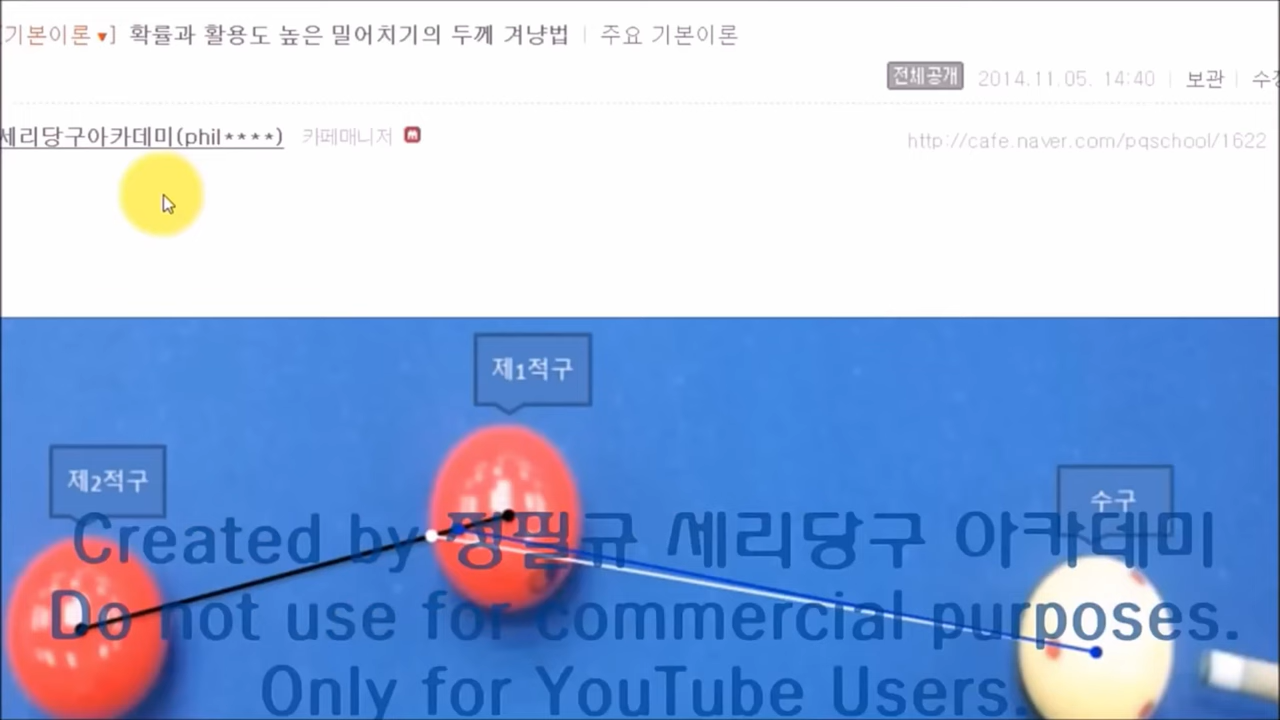 [기본이론 ▼] 확률과 활용도 높은 밀어치기의 두께 겨냥법 | 주요 기본이론
전체공개 2014.11.05. 14:40 | 보관 |
세리당구아카데미(phil****) 카페매니저
http://cafe.naver.com/pqschool/1622
제1적구
제2적구
수구
Created by 정필규 세리당구 아카데미
Do not use for commercial purposes.
Only for YouTube Users.